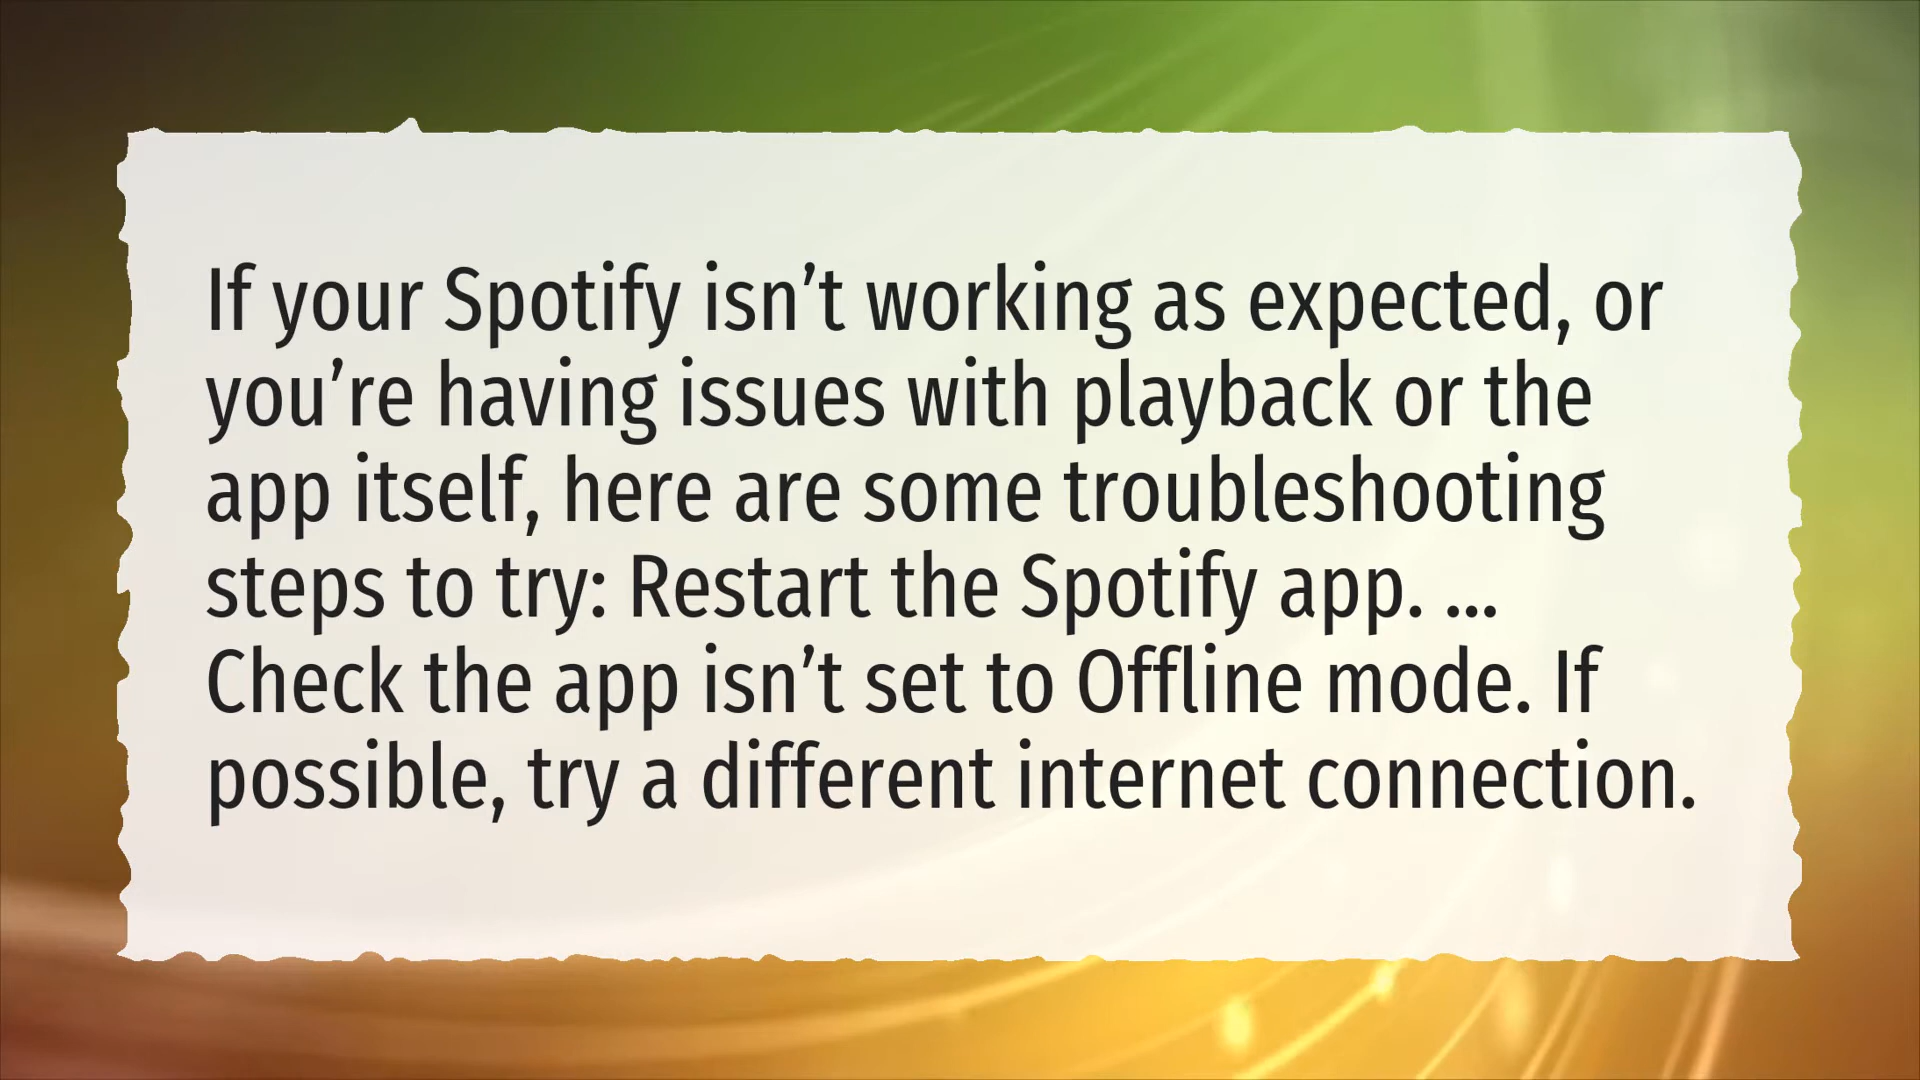 If your Spotify isn’t working as expected, or
you’re having issues with playback or the
app itself, here are some troubleshooting
steps to try: Restart the Spotify app. ...
Check the app isn’t set to Offline mode. If
possible, try a different internet connection.